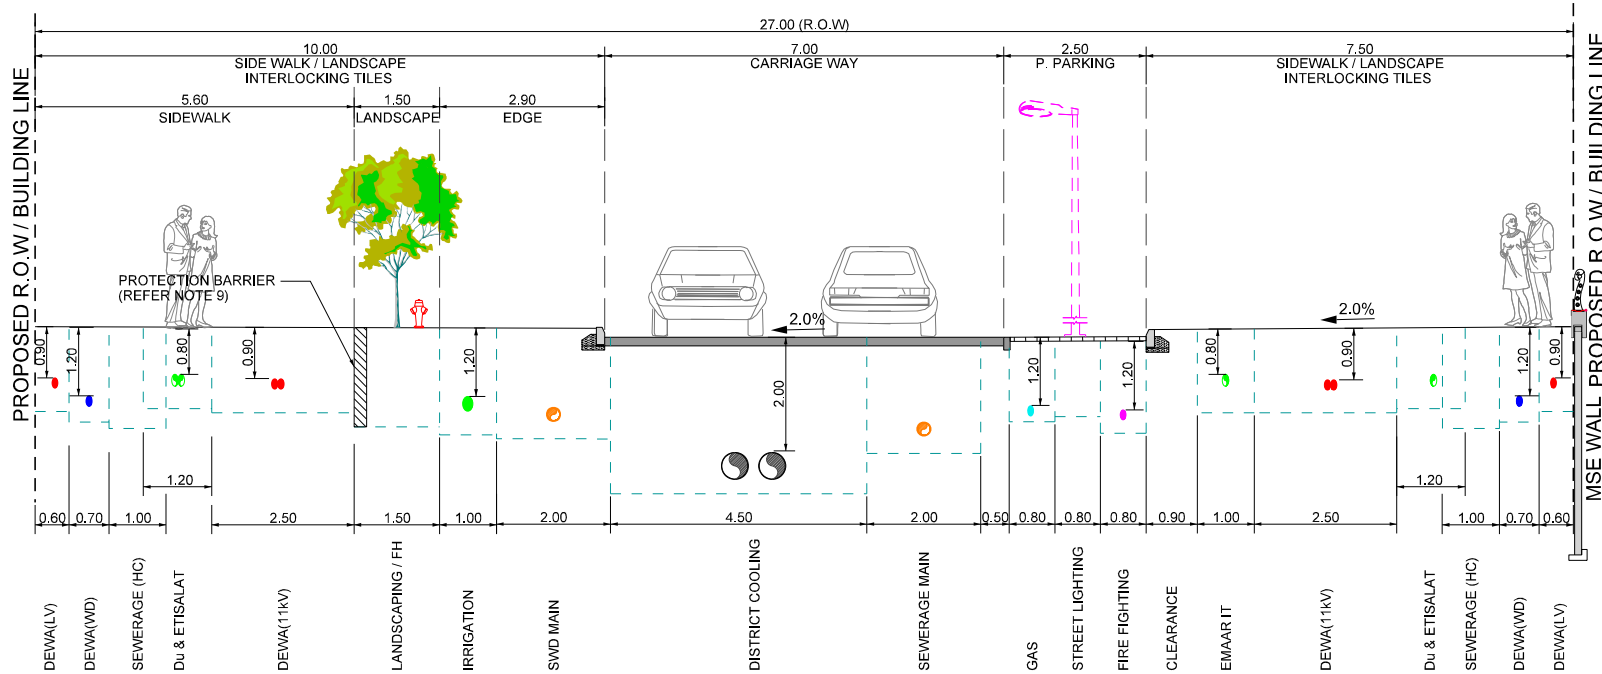 27.00 (R.O.W)
10.00
7.00
2.50
7.50
SIDE WALK / LANDSCAPE
INTERLOCKING TILES
CARRIAGE WAY
P. PARKING
SIDEWALK / LANDSCAPE
INTERLOCKING TILES
5.60
1.50
2.90
SIDEWALK
LANDSCAPE
EDGE
PROPOSED R.O.W / BUILDING LINE
MSE WALL PROPOSED R.O.W / BUILDING LINE
PROTECTION BARRIER
(REFER NOTE 9)
2.0%
2.0%
0.90
1.20
0.80
0.90
1.20
2.00
1.20
1.20
0.80
0.90
1.20
0.90
1.20
1.20
0.60
0.70
1.00
2.50
1.50
1.00
2.00
4.50
2.00
0.50
0.80
0.80
0.80
0.90
1.00
2.50
1.00
0.70
0.60
DEWA(LV)
DEWA(WD)
SEWERAGE (HC)
Du & ETISALAT
DEWA(11kV)
LANDSCAPING / FH
IRRIGATION
SWD MAIN
DISTRICT COOLING
SEWERAGE MAIN
GAS
STREET LIGHTING
FIRE FIGHTING
CLEARANCE
EMAR IT
DEWA(11kV)
Du & ETISALAT
SEWERAGE (HC)
DEWA(WD)
DEWA(LV)